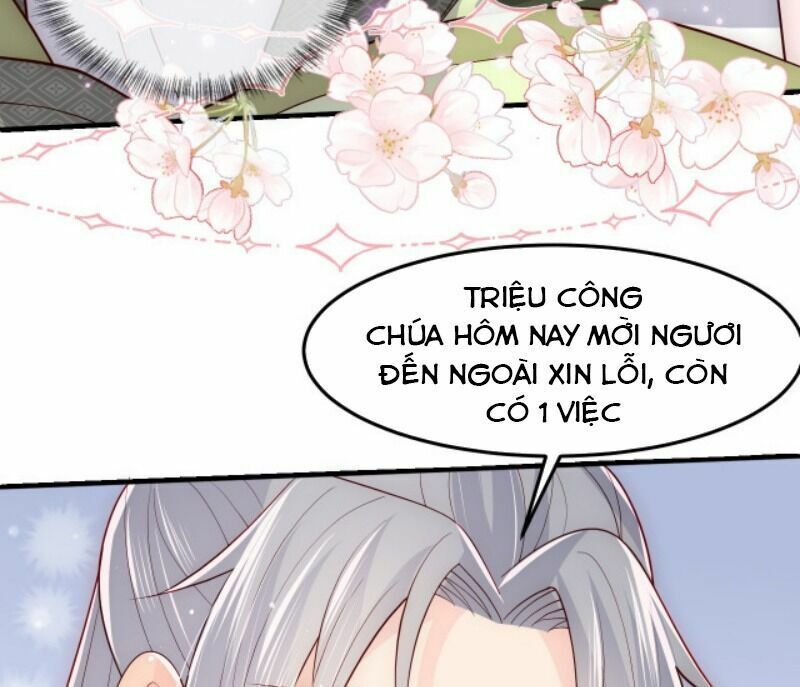 TRIỆU CÔNG
CHÚA HÔM NAY MỜI NGƯƠI
ĐẾN NGOÀI XIN LỖI, CÒN
CÓ 1 VIỆC